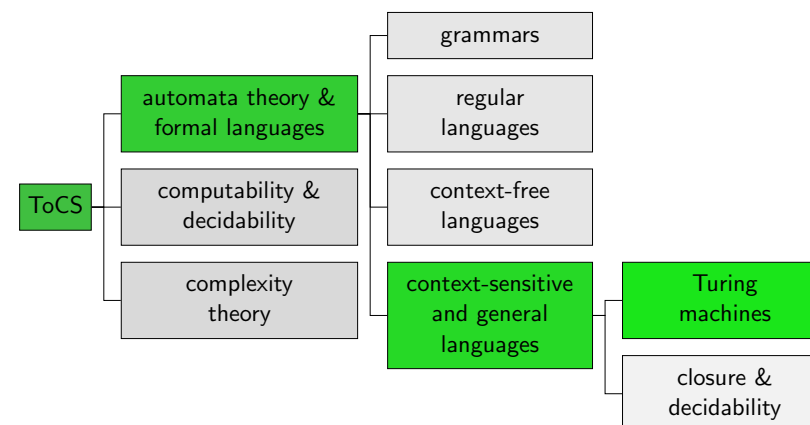 ToCS
automata theory &
formal languages
computability &
decidability
complexity
theory
grammars
regular
languages
context-free
languages
context-sensitive
and general
languages
Turing
machines
closure &
decidability